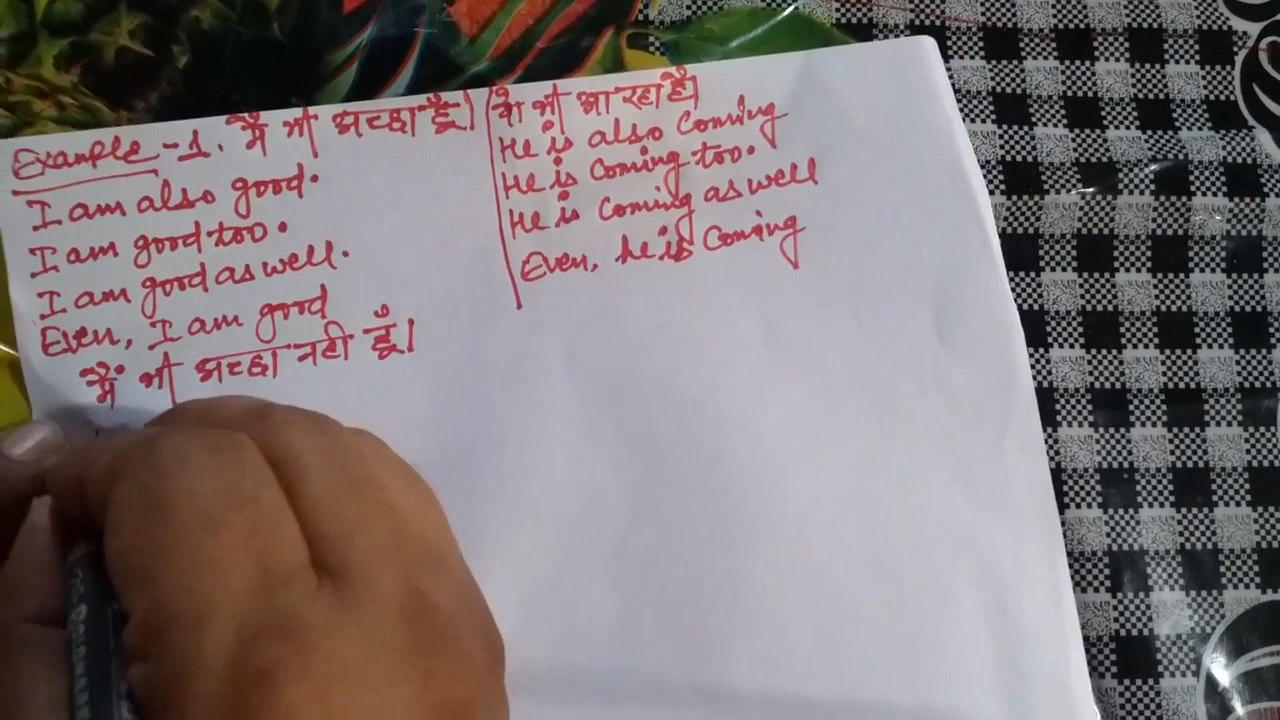 Example-1. मैं भी अच्छा हूँ।
I am also good.
I am good too.
I am good as well.
Even, I am good
मैं भी अच्छा नही हूँ।
वो भी आ रहा है।
He is also coming
He is coming too.
He is coming as well
Even, he is coming